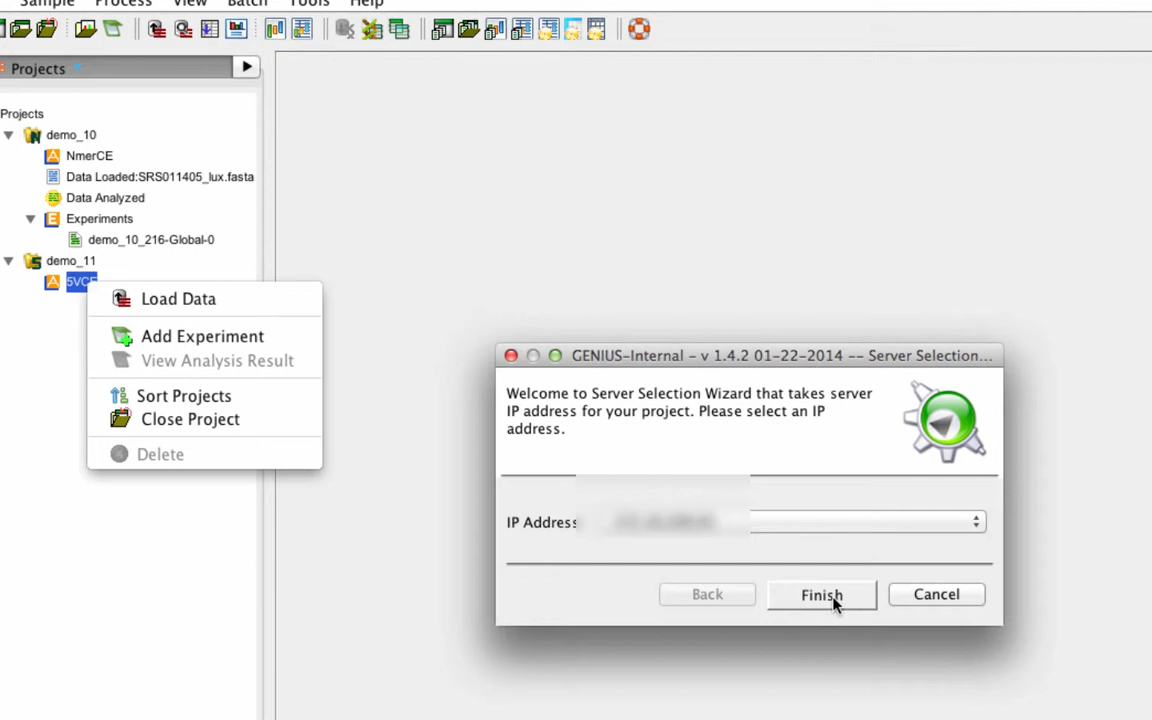 Sample Process View Batch Tools Help
Projects
Projects
demo_10
NmerCE
Data Loaded:SRS011405_lux.fasta
Data Analyzed
Experiments
demo_10_216-Global-0
demo_11
5VCE
Load Data
Add Experiment
View Analysis Result
Sort Projects
Close Project
Delete
GENIUS-Internal - v 1.4.2 01-22-2014 -- Server Selection...
Welcome to Server Selection Wizard that takes server
IP address for your project. Please select an IP
address.
IP Address
Back Finish Cancel